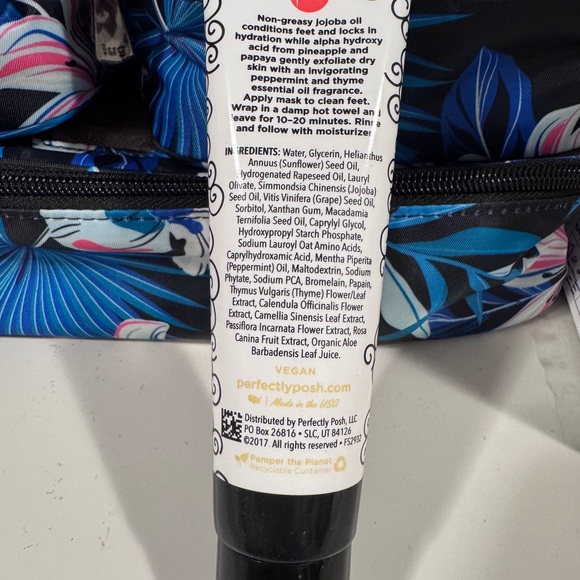 lug
Non-greasy jojoba oil
conditions feet and locks in
hydration while alpha hydroxy
acid from pineapple and
papaya gently exfoliate dry
skin with an invigorating
peppermint and thyme
essential oil fragrance.
Apply mask to clean feet.
Wrap in a damp hot towel and
leave for 10-20 minutes. Rinse
and follow with moisturizer.
INGREDIENTS: Water, Glycerin, Helianthus
Annuus (Sunflower) Seed Oil,
Hydrogenated Rapeseed Oil, Lauryl
Olivate, Simmondsia Chinensis (Jojoba)
Seed Oil, Vitis Vinifera (Grape) Seed Oil,
Sorbitol, Xanthan Gum, Macadamia
Ternifolia Seed Oil, Caprylyl Glycol,
Hydroxypropyl Starch Phosphate,
Sodium Lauroyl Oat Amino Acids,
Caprylhydroxamic Acid, Mentha Piperita
(Peppermint) Oil, Maltodextrin, Sodium
Phytate, Sodium PCA, Bromelain, Papain,
Thymus Vulgaris (Thyme) Flower/Leaf
Extract, Calendula Officinalis Flower
Extract, Camellia Sinensis Leaf Extract,
Passiflora Incarnata Flower Extract, Rosa
Canina Fruit Extract, Organic Aloe
Barbadensis Leaf Juice.
VEGAN
perfectlyposh.com
| Made in the USA
Distributed by Perfectly Posh, LLC
PO Box 26816 • SLC, UT 84126
©2017 All rights reserved • FS2932
Pamper the Planet
Recyclable Container